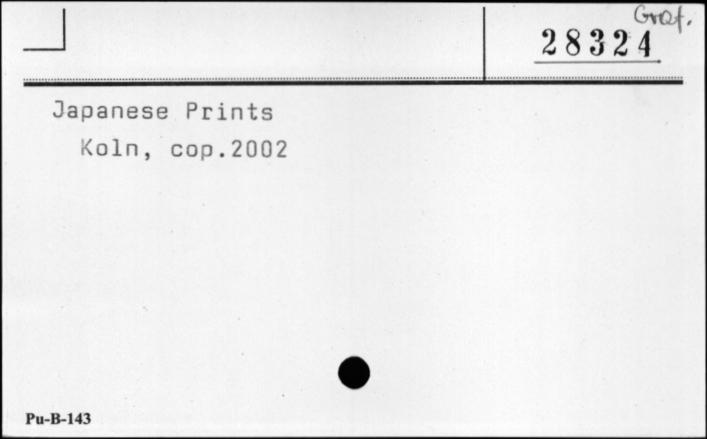 Graf.
28324
Japanese Prints
Koln, cop.2002
Pu-B-143